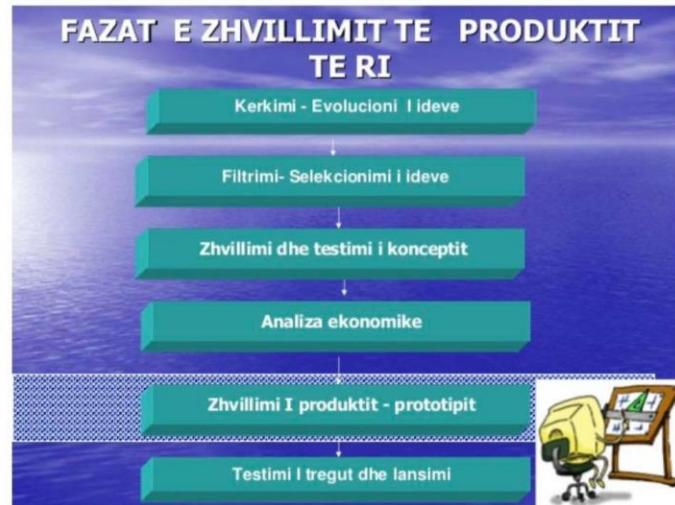 FAZAT E ZHVILLIMIT TE PRODUKTIT
TE RI
Kerkimi - Evolucioni I ideve
Filtrimi- Selekcionimi i ideve
Zhvillimi dhe testimi i konceptit
Analiza ekonomike
Zhvillimi I produktit - prototipit
Testimi I tregut dhe lansimi